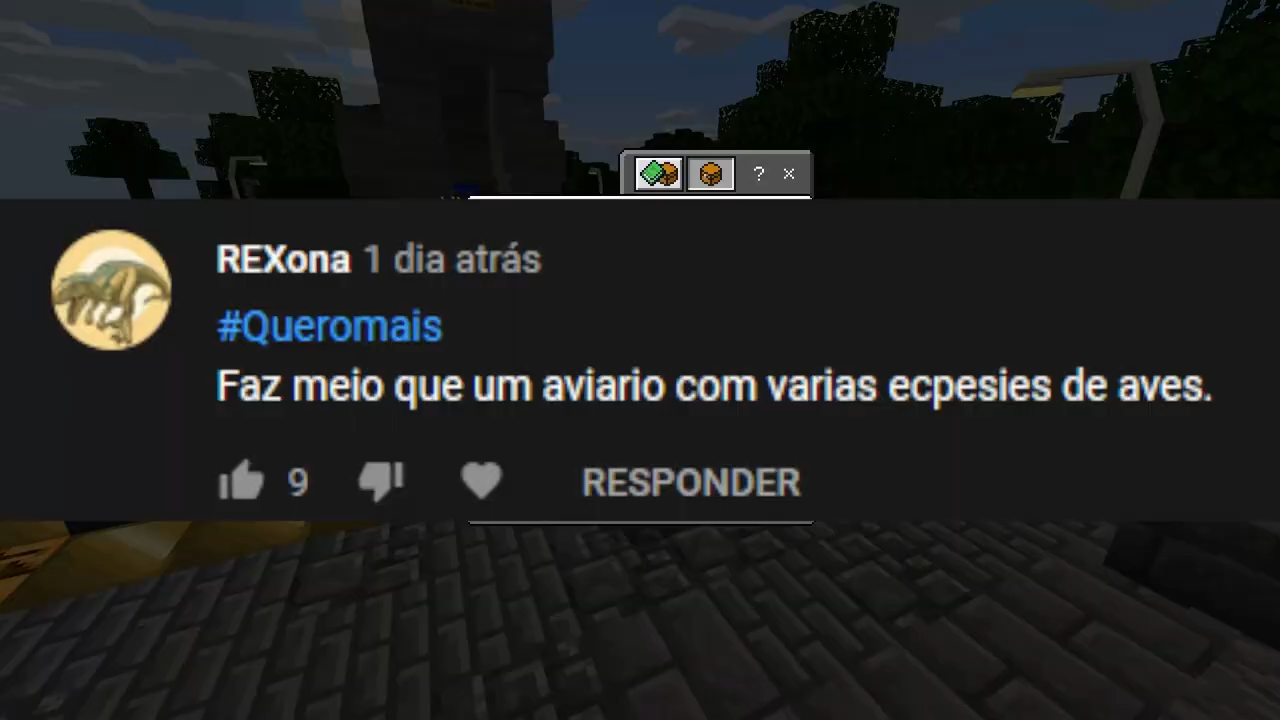 ? ×
REXona 1 dia atrás
#Queromais
Faz meio que um aviario com varias ecpesies de aves.
9 RESPONDER